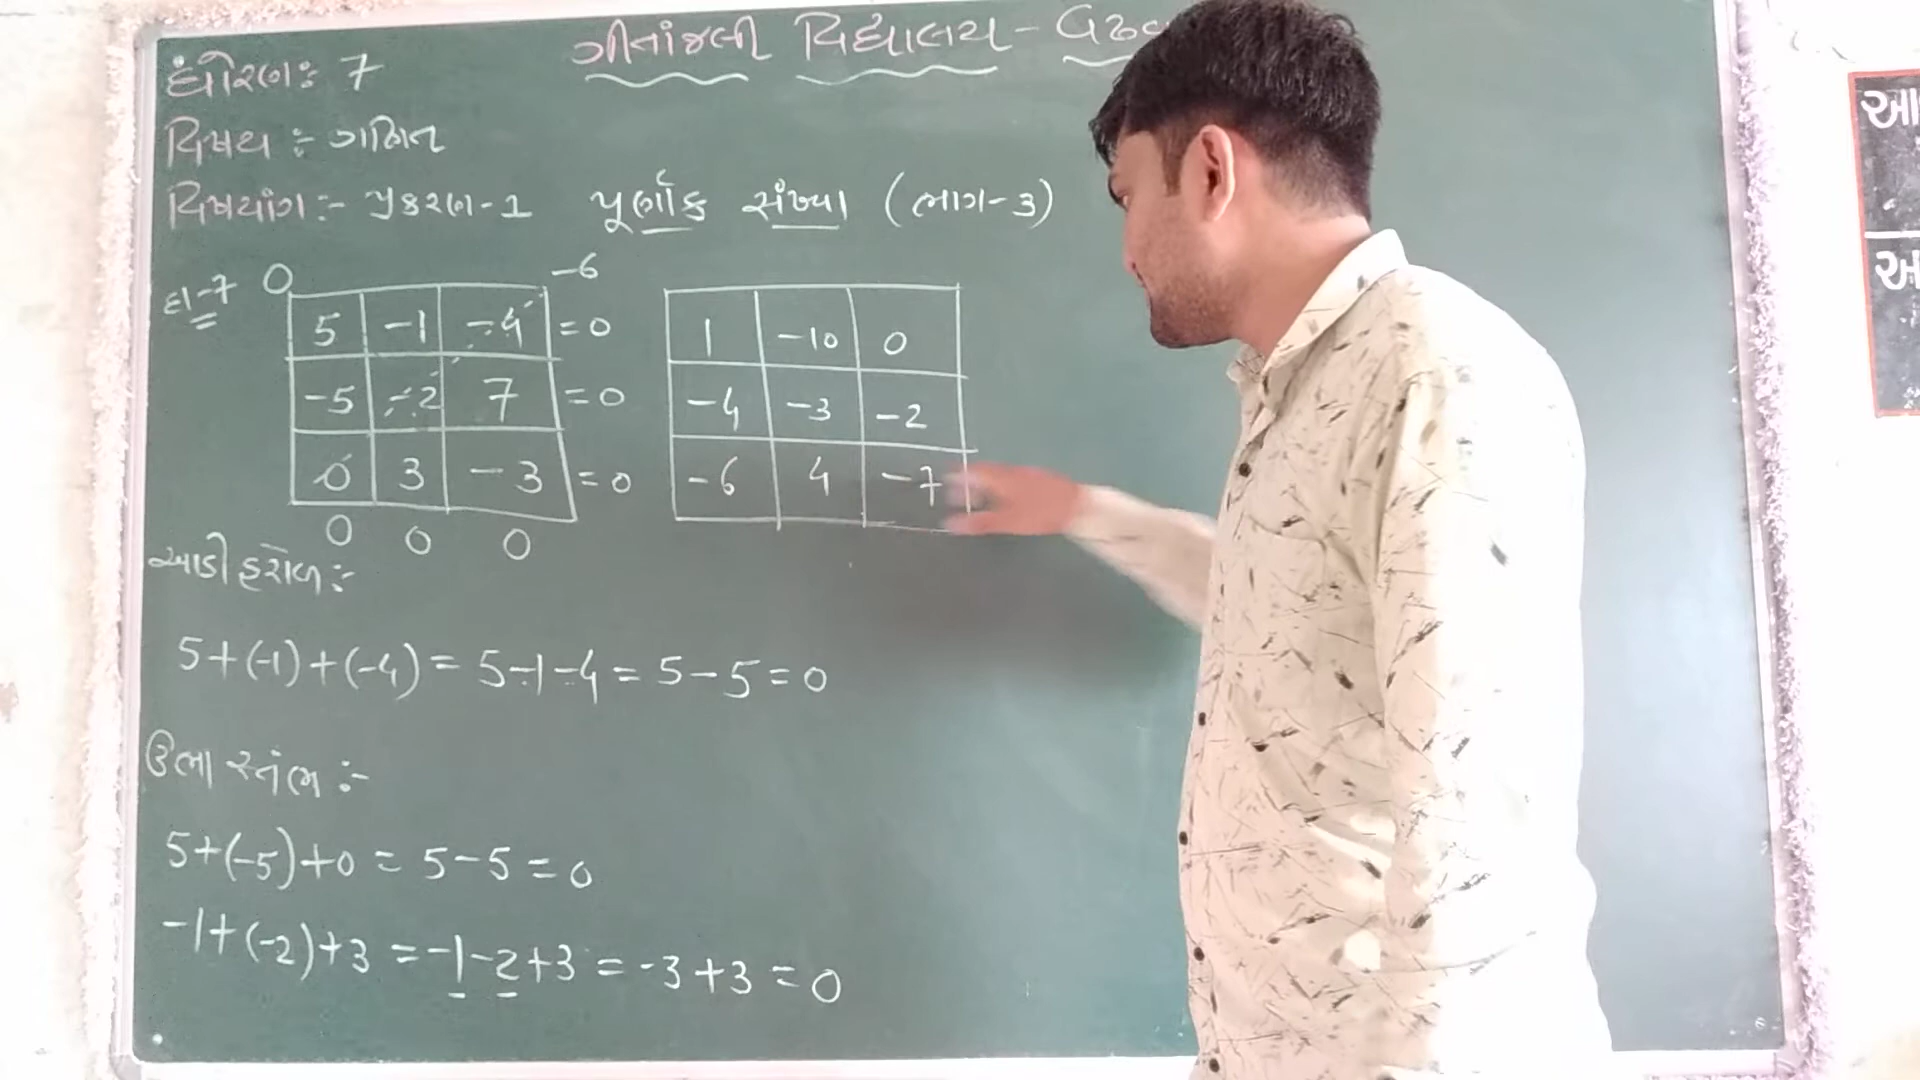 ગીતાંજલી વિદ્યાલય -
ધોરણ: 7
વિષય :- ગણિત
વિષયાંગ :- પ્રકરણ-1 પૂર્ણાંક સંખ્યા (ભાગ-3)
દા-7
0 -6
5 -1 -4 =0
-5 -2 7 =0
0 3 -3 =0
0 0 0
1 -10 0
-4 -3 -2
-6 4 -7
આડી હરોળ :-
5+(-1)+(-4) = 5-1-4 = 5-5=0
ઉભા સ્તંભ :-
5+(-5)+0 = 5-5=0
-1+(-2)+3 = -1-2+3 = -3+3 = 0
આ
અ